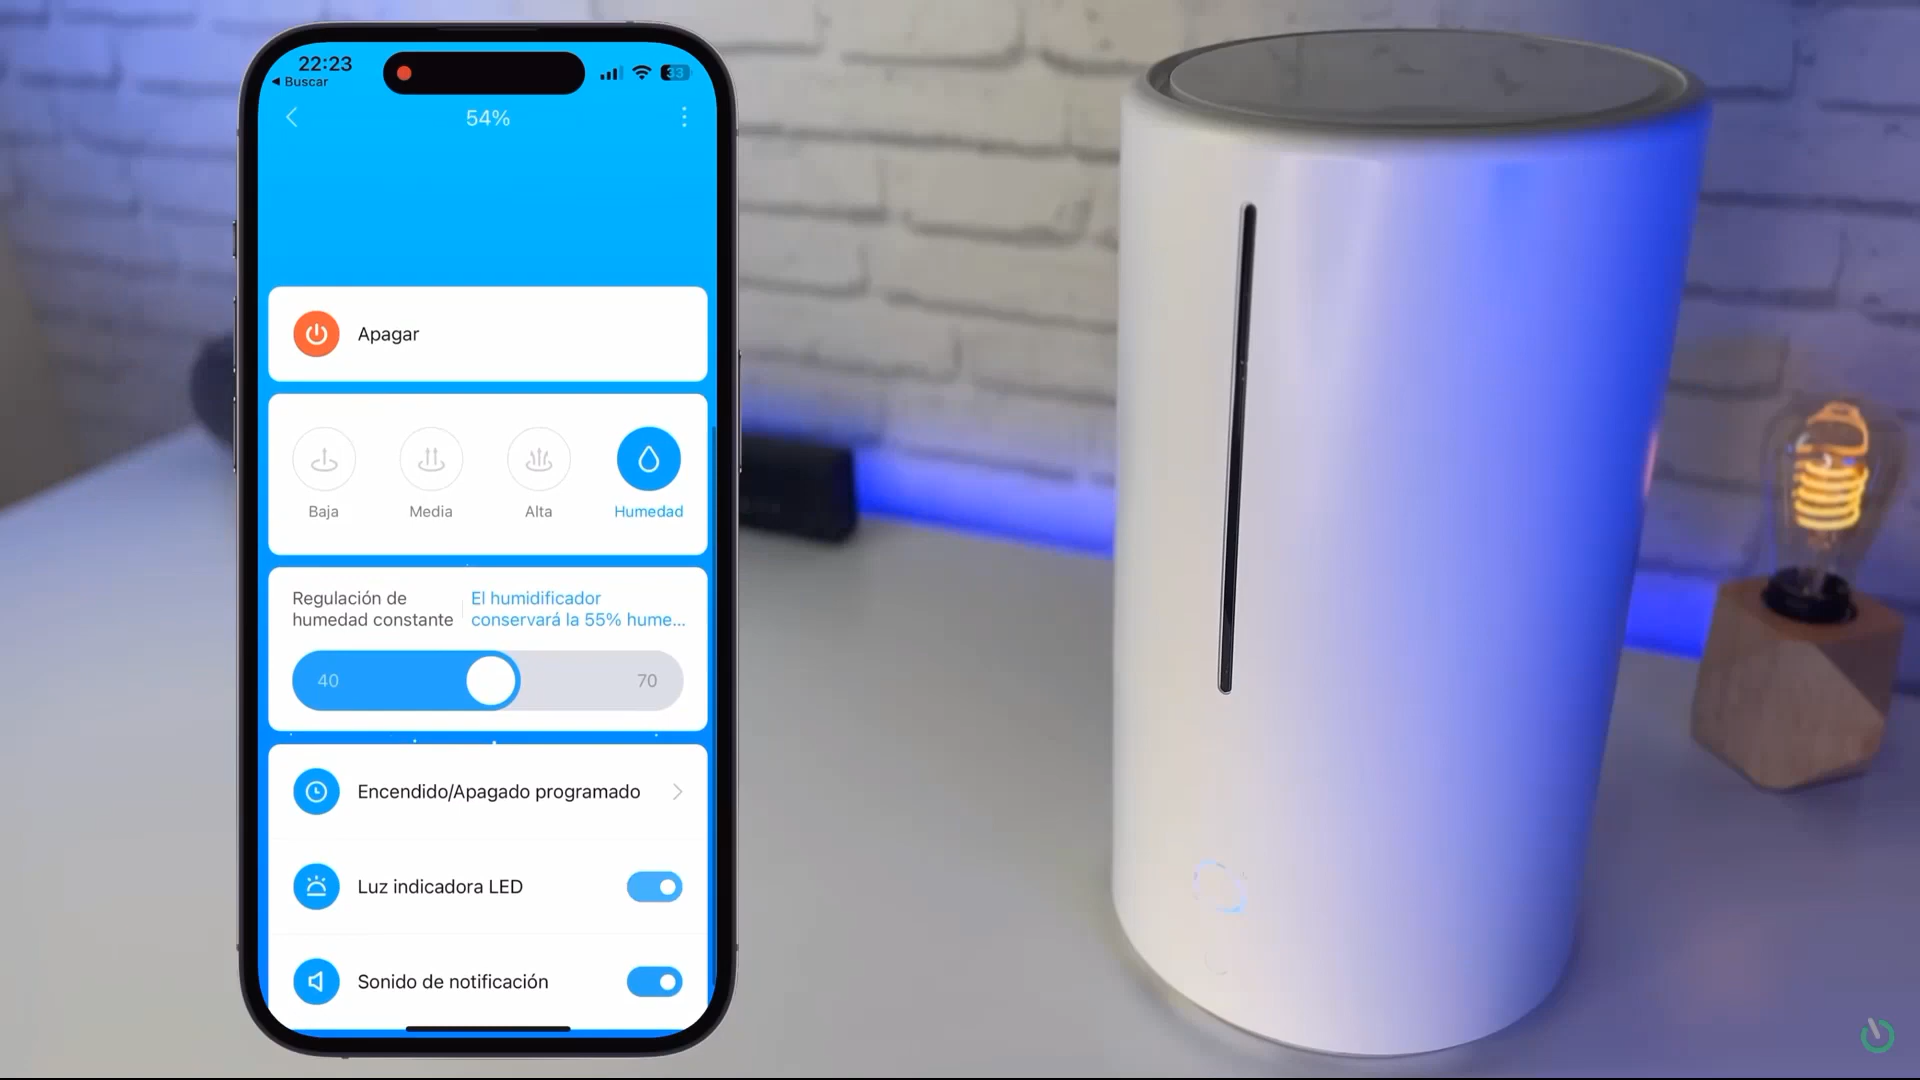 22:23
33
◀ Buscar
54%
Apagar
Baja
Media
Alta
Humedad
Regulación de
humedad constante
El humidificador
conservará la 55% hume...
40
70
Encendido/Apagado programado
Luz indicadora LED
Sonido de notificación